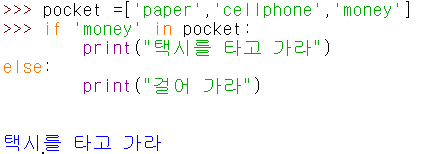 >>> pocket =['paper','cellphone','money']
>>> if 'money' in pocket:
        print("택시를 타고 가라")
else:
        print("걸어 가라")
택시를 타고 가라